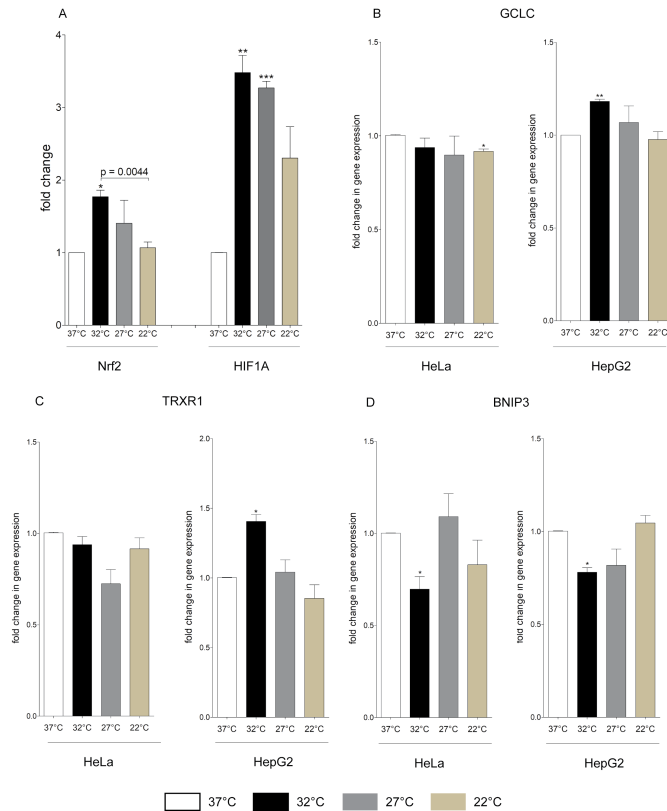 A
fold change
4
3
2
1
0
**
***
p = 0.0044
*
37°C 32°C 27°C 22°C
37°C 32°C 27°C 22°C
Nrf2
HIF1A
B
GCLC
fold change in gene expression
1.5
1.0
0.5
0.0
*
37°C 32°C 27°C 22°C
HeLa
fold change in gene expression
1.5
1.0
0.5
0.0
**
37°C 32°C 27°C 22°C
HepG2
C
TRXR1
fold change in gene expression
1.5
1.0
0.5
0.0
37°C 32°C 27°C 22°C
HeLa
fold change in gene expression
2.0
1.5
1.0
0.5
0.0
*
37°C 32°C 27°C 22°C
HepG2
D
BNIP3
fold change in gene expression
1.5
1.0
0.5
0.0
*
37°C 32°C 27°C 22°C
HeLa
fold change in gene expression
1.5
1.0
0.5
0.0
*
37°C 32°C 27°C 22°C
HepG2
37°C 32°C 27°C 22°C